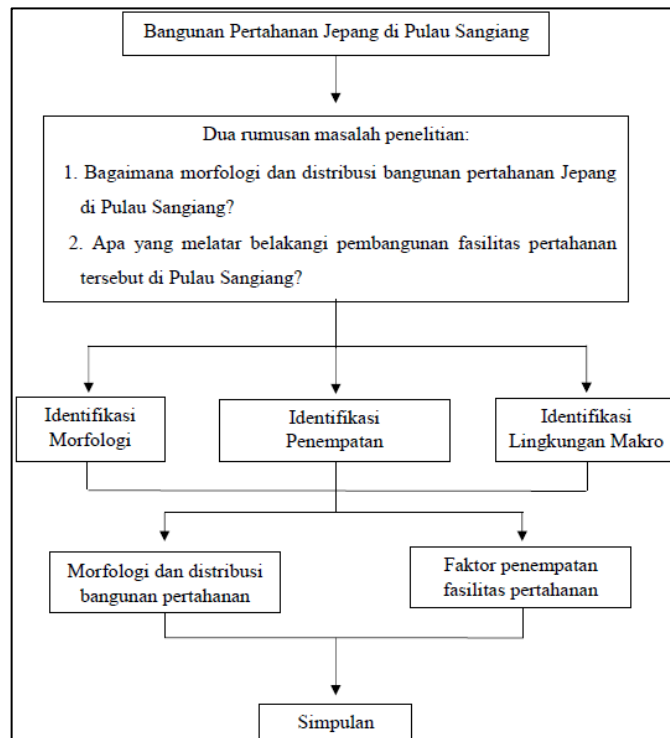 Bangunan Pertahanan Jepang di Pulau Sangiang
Dua rumusan masalah penelitian:
1. Bagaimana morfologi dan distribusi bangunan pertahanan Jepang
di Pulau Sangiang?
2. Apa yang melatar belakangi pembangunan fasilitas pertahanan
tersebut di Pulau Sangiang?
Identifikasi
Morfologi
Identifikasi
Penempatan
Identifikasi
Lingkungan Makro
Morfologi dan distribusi
bangunan pertahanan
Faktor penempatan
fasilitas pertahanan
Simpulan